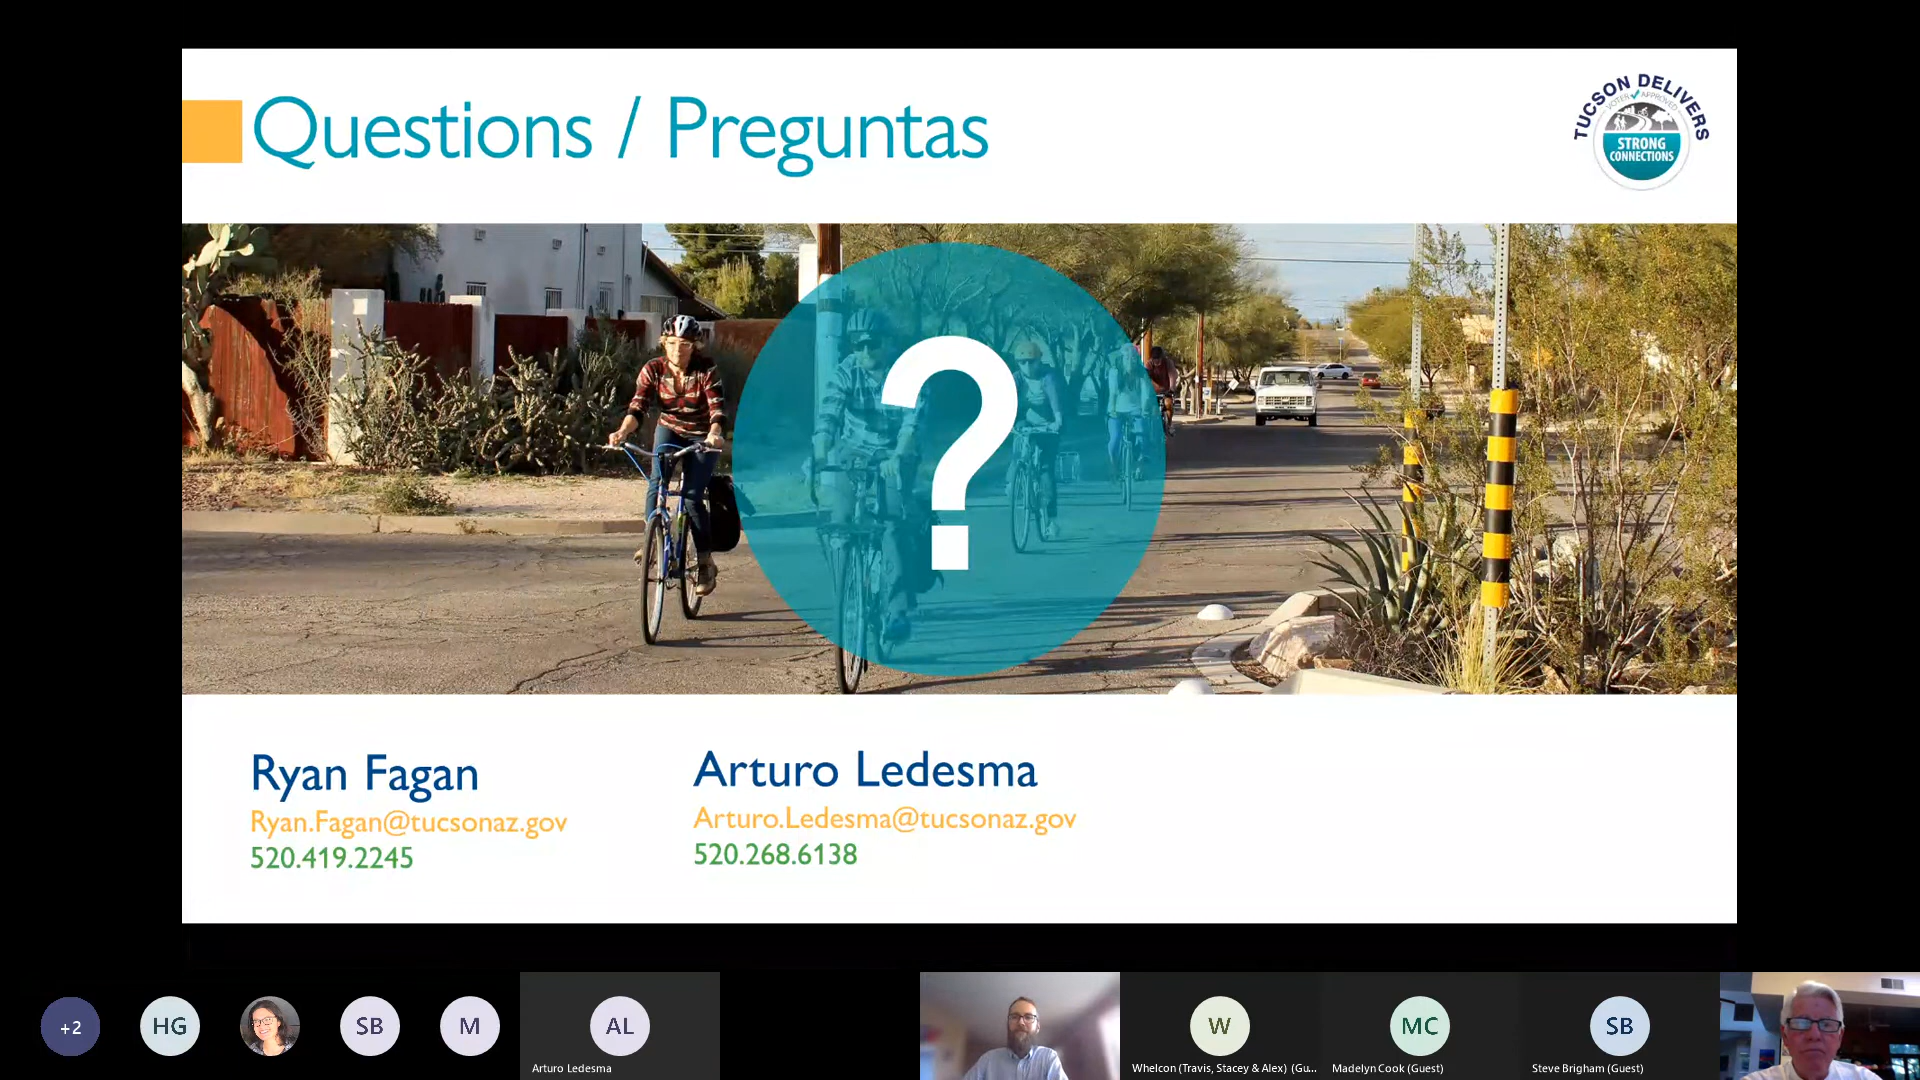 Questions / Preguntas
TUCSON DELIVERS
VOTER APPROVED
STRONG
CONNECTIONS
?
Ryan Fagan
Ryan.Fagan@tucsonaz.gov
520.419.2245
Arturo Ledesma
Arturo.Ledesma@tucsonaz.gov
520.268.6138
+2
HG
SB
M
AL
Arturo Ledesma
W
Whelcon (Travis, Stacey & Alex) (Gu...
MC
Madelyn Cook (Guest)
SB
Steve Brigham (Guest)